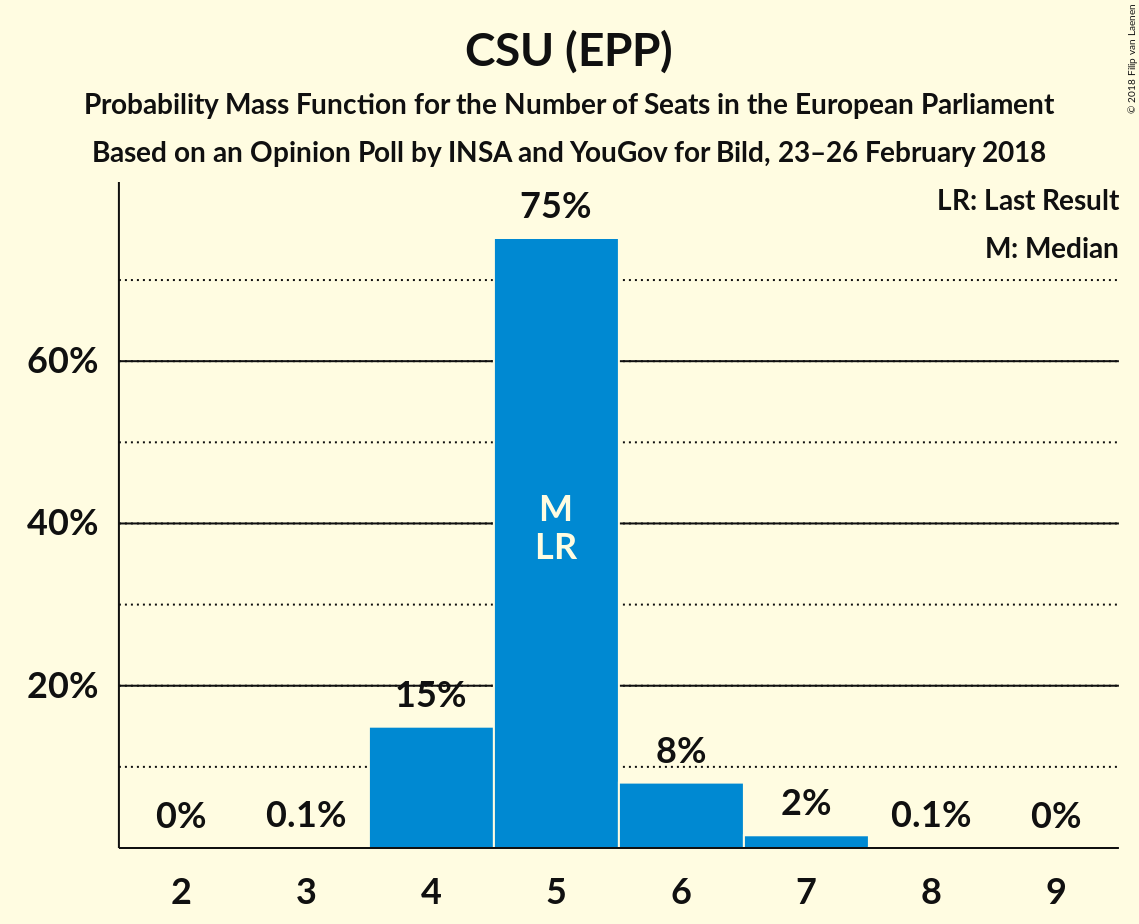 CSU (EPP)
Probability Mass Function for the Number of Seats in the European Parliament
Based on an Opinion Poll by INSA and YouGov for Bild, 23–26 February 2018
© 2018 Filip van Laenen
LR: Last Result
M: Median
75%
60%
40%
20%
M
LR
15%
8%
2%
0%
0.1%
0.1%
0%
2 3 4 5 6 7 8 9